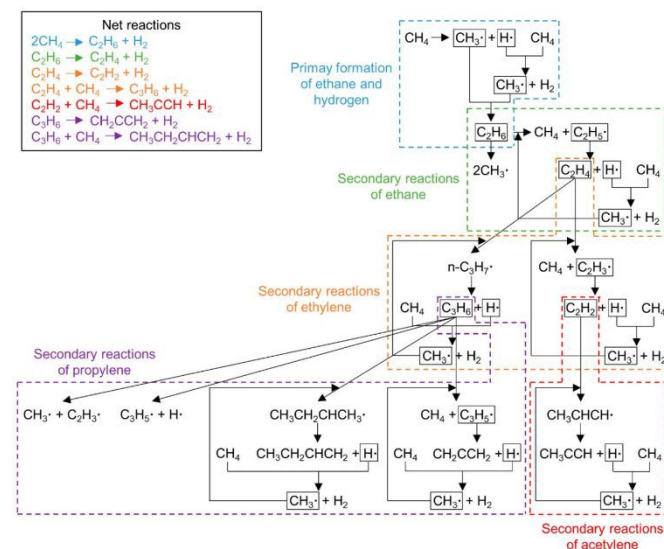 Net reactions
2CH₄ → C₂H₆ + H₂
C₂H₆ → C₂H₄ + H₂
C₂H₄ → C₂H₂ + H₂
C₂H₄ + CH₄ → C₃H₆ + H₂
C₂H₂ + CH₄ → CH₃CCH + H₂
C₃H₆ → CH₂CCH₂ + H₂
C₃H₆ + CH₄ → CH₃CH₂CHCH₂ + H₂
CH₄ → CH₃· + H· CH₄
Primay formation
of ethane and
hydrogen
CH₃· + H₂
C₂H₆ CH₄ + C₂H₅·
2CH₃·
Secondary reactions
of ethane
C₂H₄ + H· CH₄
CH₃· + H₂
n-C₃H₇· CH₄ + C₂H₃·
Secondary reactions
of ethylene
CH₄ C₃H₆ + H· C₂H₂ + H· CH₄
CH₃· + H₂ CH₃· + H₂
Secondary reactions
of propylene
CH₃· + C₂H₃· C₃H₅· + H· CH₃CH₂CHCH₃· CH₄ + C₃H₅· CH₃CHCH·
CH₄ CH₃CH₂CHCH₂ + H· CH₄ CH₂CCH₂ + H· CH₃CCH + H· CH₄
CH₃· + H₂ CH₃· + H₂ CH₃· + H₂
Secondary reactions
of acetylene